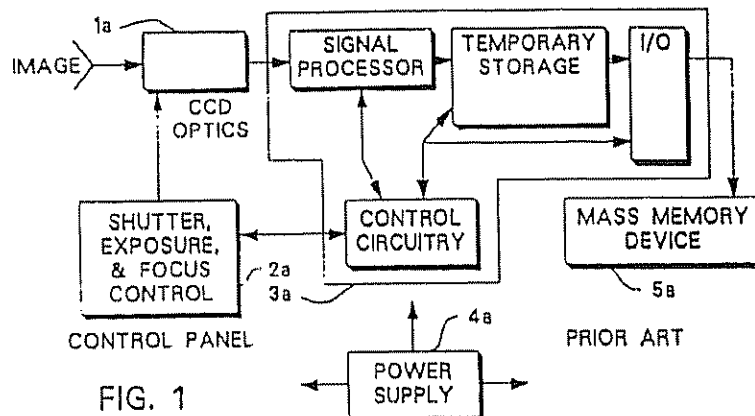 1a
IMAGE
CCD
OPTICS
SIGNAL
PROCESSOR
TEMPORARY
STORAGE
I/O
SHUTTER,
EXPOSURE,
& FOCUS
CONTROL
2a
3a
CONTROL PANEL
CONTROL
CIRCUITRY
MASS MEMORY
DEVICE
5a
4a
POWER
SUPPLY
PRIOR ART
FIG. 1